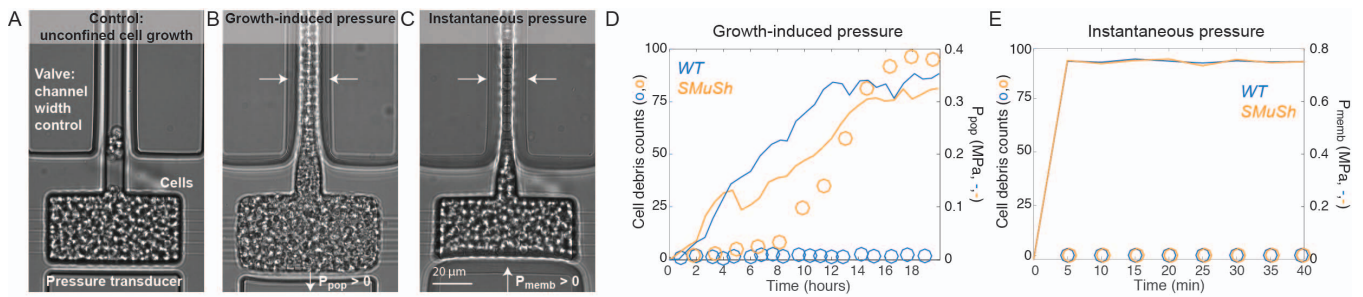 A
Control:
unconfined cell growth
Valve:
channel
width
control
Cells
Pressure transducer
B
Growth-induced pressure
P_pop > 0
C
Instantaneous pressure
20 μm
P_memb > 0
D
Growth-induced pressure
WT
SMuSh
Cell debris counts (o,o)
100
75
50
25
0
P_pop (MPa, -,-)
0.4
0.3
0.2
0.1
0
0 2 4 6 8 10 12 14 16 18
Time (hours)
E
Instantaneous pressure
WT
SMuSh
Cell debris counts (o,o)
100
75
50
25
0
P_memb (MPa, -,-)
0.8
0.6
0.4
0.2
0
0 5 10 15 20 25 30 35 40
Time (min)